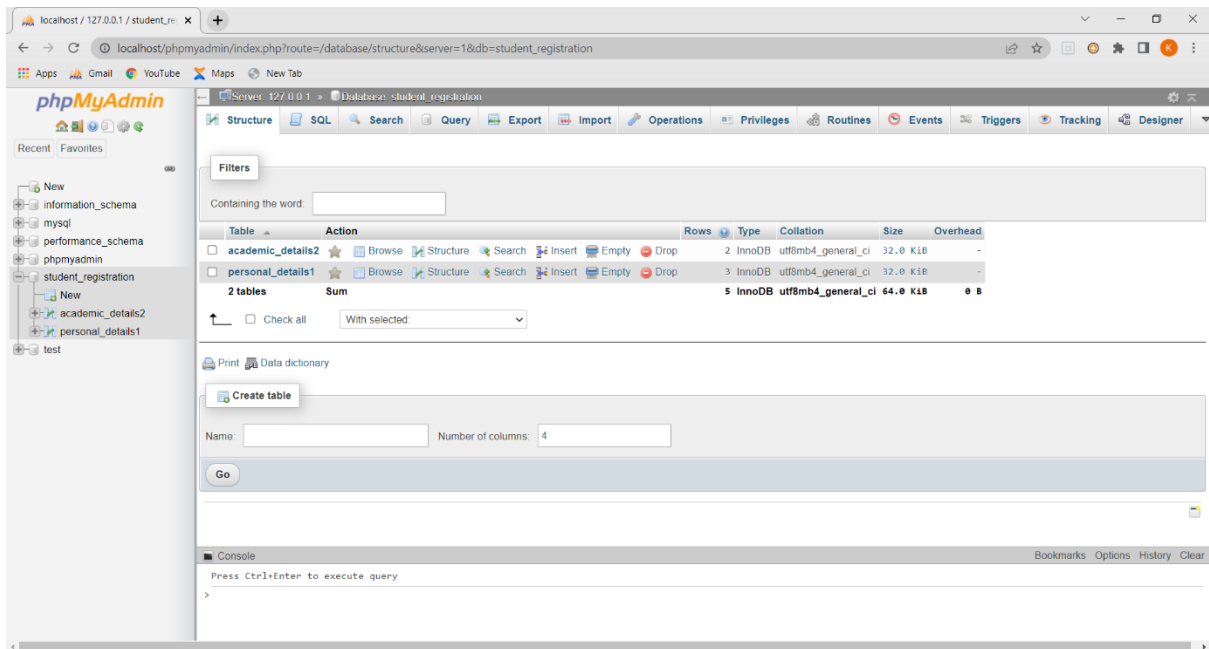 localhost / 127.0.0.1 / student_re
localhost/phpmyadmin/index.php?route=/database/structure&server=1&db=student_registration
K
Apps Gmail YouTube Maps New Tab
phpMyAdmin
Recent Favorites
New
information_schema
mysql
performance_schema
phpmyadmin
student_registration
New
academic_details2
personal_details1
test
Server: 127.0.0.1 » Database: student_registration
Structure SQL Search Query Export Import Operations Privileges Routines Events Triggers Tracking Designer
Filters
Containing the word:
Table Action Rows Type Collation Size Overhead
academic_details2 Browse Structure Search Insert Empty Drop 2 InnoDB utf8mb4_general_ci 32.0 KiB -
personal_details1 Browse Structure Search Insert Empty Drop 3 InnoDB utf8mb4_general_ci 32.0 KiB -
2 tables Sum 5 InnoDB utf8mb4_general_ci 64.0 KiB 0 B
Check all With selected:
Print Data dictionary
Create table
Name: Number of columns: 4
Go
Console Bookmarks Options History Clear
Press Ctrl+Enter to execute query
>